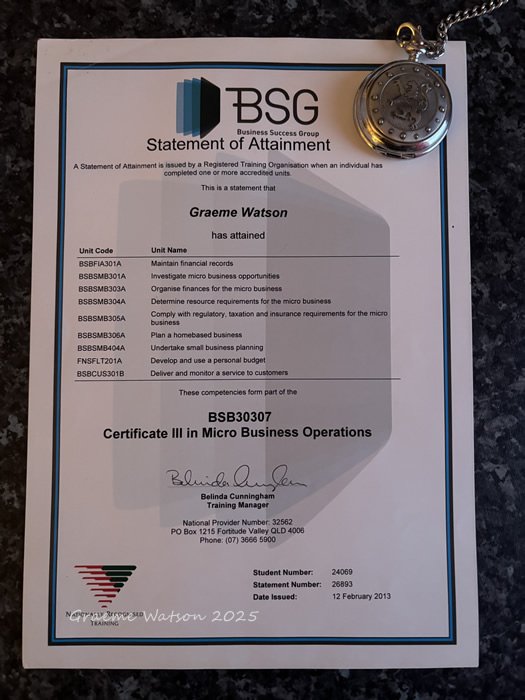 BSG
Business Success Group
Statement of Attainment
A Statement of Attainment is issued by a Registered Training Organisation when an individual has
completed one or more accredited units.
This is a statement that
Graeme Watson
has attained
Unit Code Unit Name
BSBFIA301A Maintain financial records
BSBSMB301A Investigate micro business opportunities
BSBSMB303A Organise finances for the micro business
BSBSMB304A Determine resource requirements for the micro business
BSBSMB305A Comply with regulatory, taxation and insurance requirements for the micro
business
BSBSMB306A Plan a homebased business
BSBSMB404A Undertake small business planning
FNSFLT201A Develop and use a personal budget
BSBCUS301B Deliver and monitor a service to customers
These competencies form part of the
BSB30307
Certificate III in Micro Business Operations
Belinda Cunningham
Training Manager
National Provider Number: 32562
PO Box 1215 Fortitude Valley QLD 4006
Phone: (07) 3666 5900
Student Number: 24069
Statement Number: 26893
Date Issued: 12 February 2013
Nationally Recognised
Training
Graeme Watson 2025